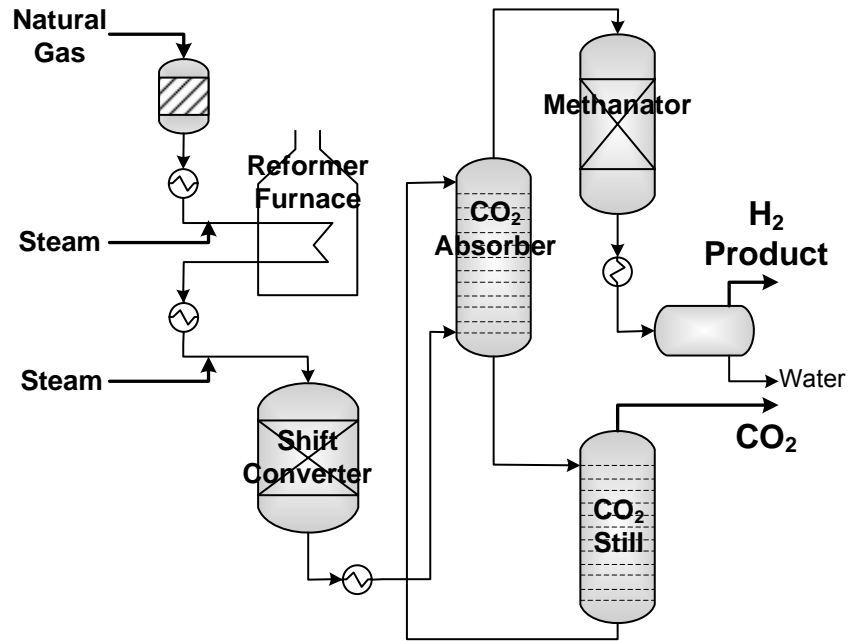 Natural
Gas
Reformer
Furnace
Steam
Steam
Shift
Converter
CO₂
Absorber
Methanator
H₂
Product
Water
CO₂
CO₂
Still